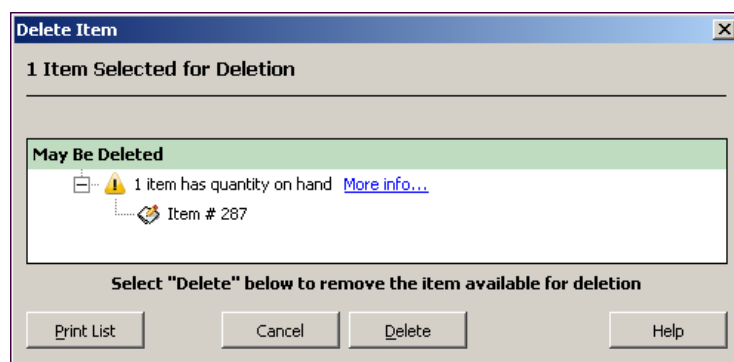 Delete Item
1 Item Selected for Deletion
May Be Deleted
1 item has quantity on hand More info...
Item # 287
Select "Delete" below to remove the item available for deletion
Print List Cancel Delete Help